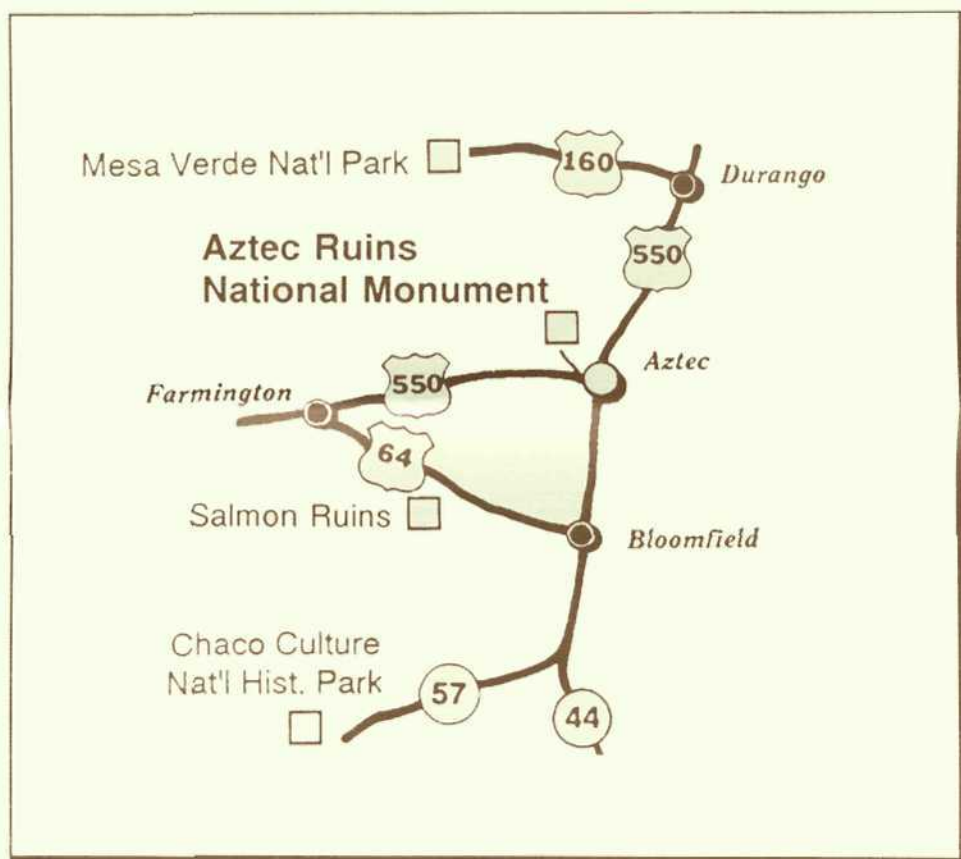 Mesa Verde Nat'l Park
160
Durango
Aztec Ruins
National Monument
550
Aztec
550
Farmington
64
Salmon Ruins
Bloomfield
Chaco Culture
Nat'l Hist. Park
57
44